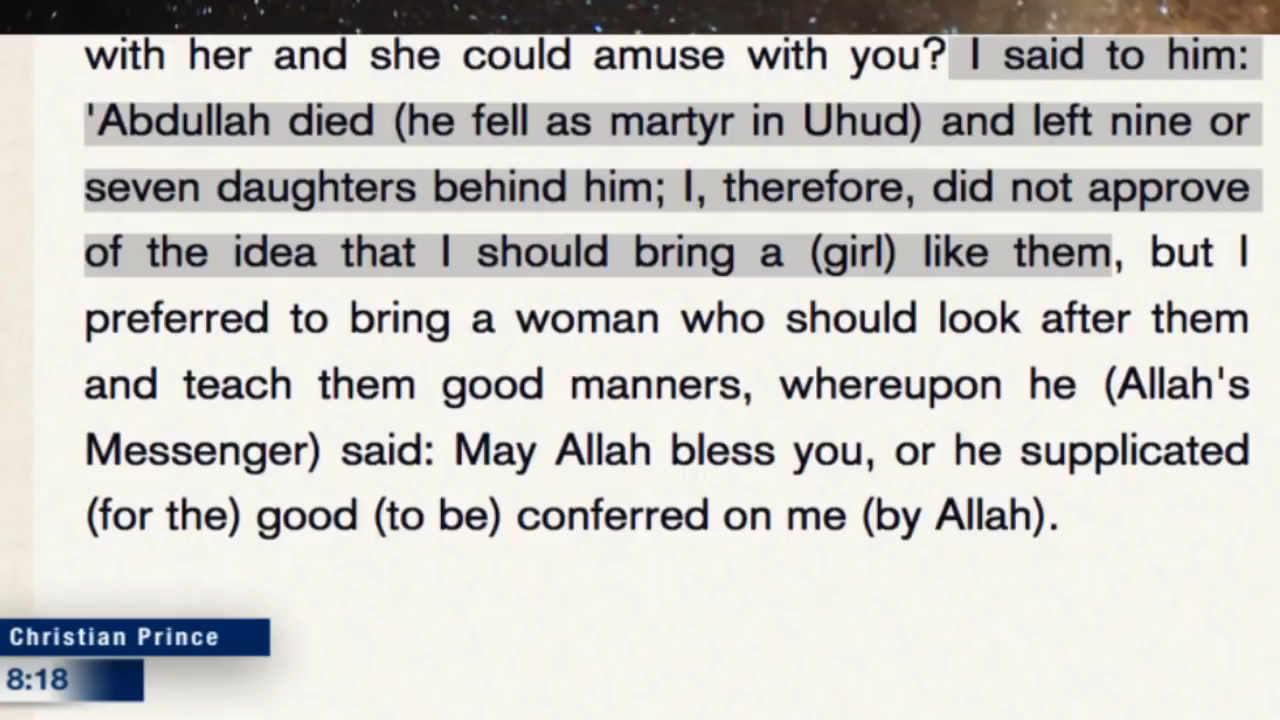 with her and she could amuse with you? I said to him:
'Abdullah died (he fell as martyr in Uhud) and left nine or
seven daughters behind him; I, therefore, did not approve
of the idea that I should bring a (girl) like them, but I
preferred to bring a woman who should look after them
and teach them good manners, whereupon he (Allah's
Messenger) said: May Allah bless you, or he supplicated
(for the) good (to be) conferred on me (by Allah).
Christian Prince
8:18